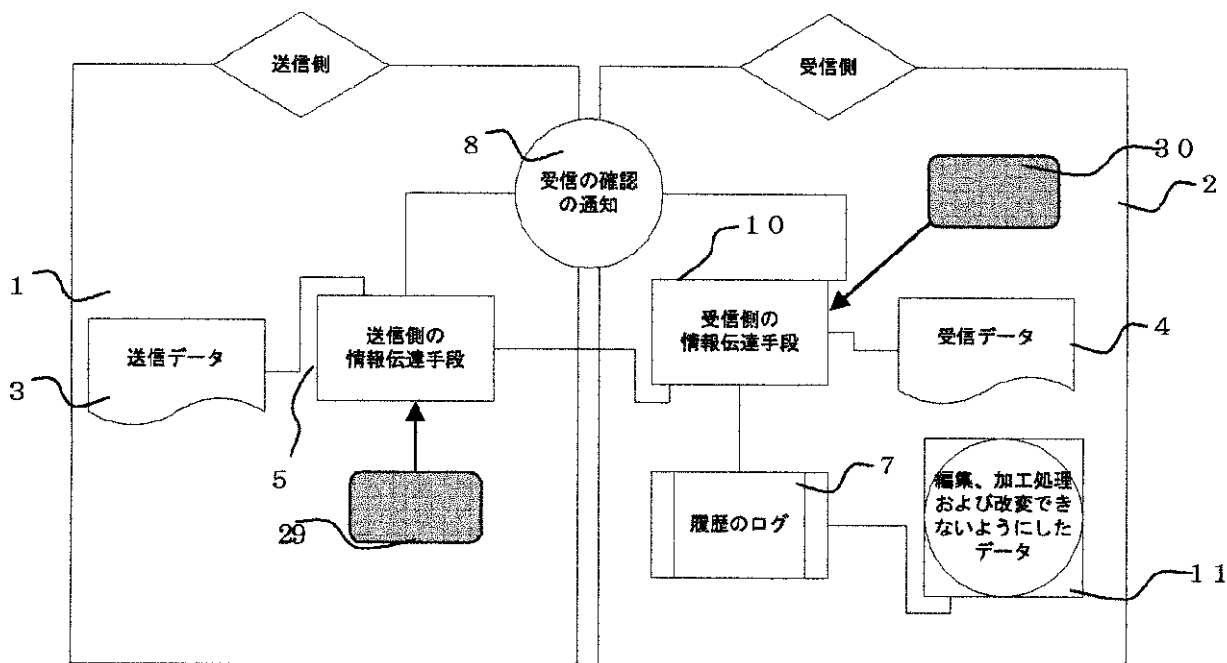 送信側
受信側
8
受信の確認
の通知
30
2
10
1
送信側の
情報伝達手段
受信側の
情報伝達手段
送信データ
受信データ
3
4
5
7
29
履歴のログ
編集、加工処理
および改変でき
ないようにした
データ
11